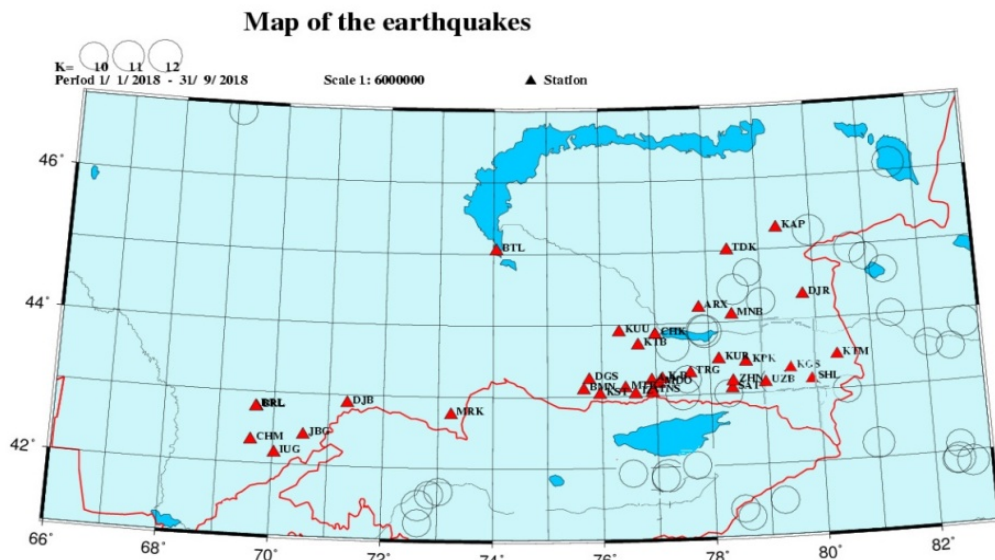 Map of the earthquakes
K= 10 11 12
Period 1/ 1/ 2018 - 31/ 9/ 2018 Scale 1: 6000000 Station
46°
KAP
BTL TDK
DJR
44°
ARX
MNB
KUU CHK
KTB
KTM
KUR KPK
KGS
TRG
DGS SHL
ZHN UZB
BMN SAT
KST TNS
BRL DJB
MRK
JBG
CHM
42° IUG
66° 68° 70° 72° 74° 76° 78° 80° 82°